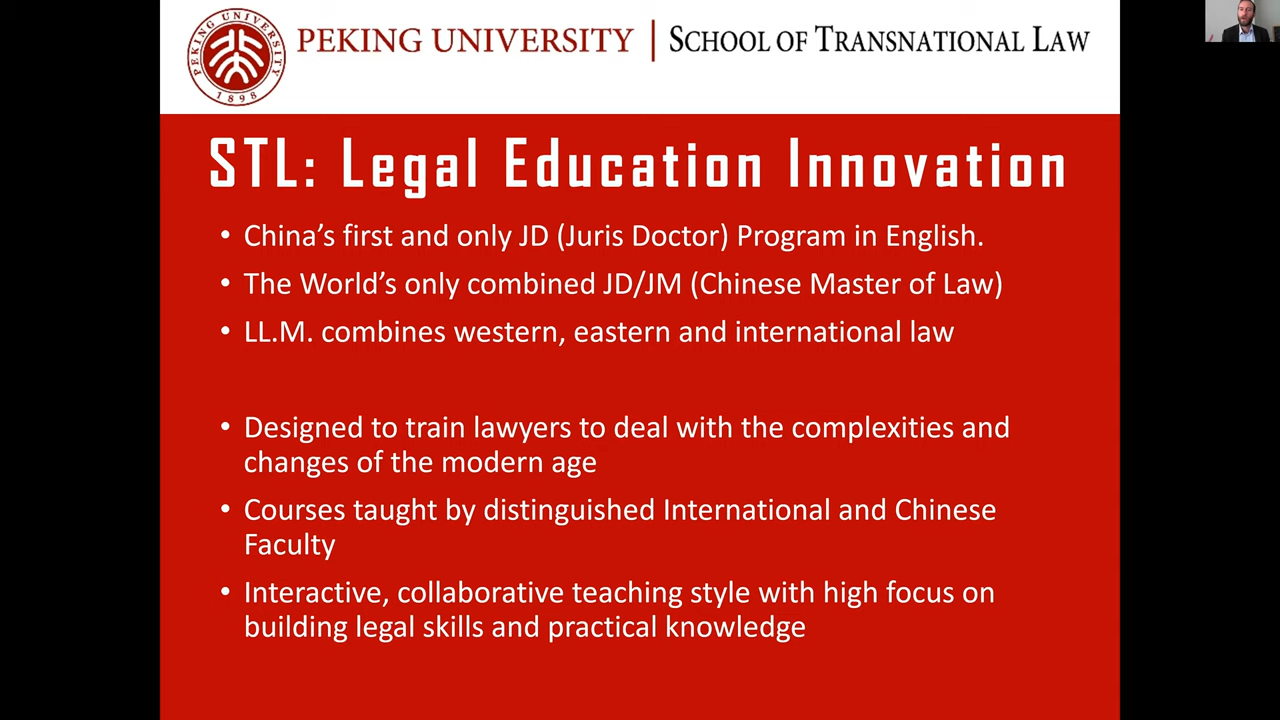 PEKING UNIVERSITY
1898
PEKING UNIVERSITY | SCHOOL OF TRANSNATIONAL LAW
STL: Legal Education Innovation
• China’s first and only JD (Juris Doctor) Program in English.
• The World’s only combined JD/JM (Chinese Master of Law)
• LL.M. combines western, eastern and international law
• Designed to train lawyers to deal with the complexities and
changes of the modern age
• Courses taught by distinguished International and Chinese
Faculty
• Interactive, collaborative teaching style with high focus on
building legal skills and practical knowledge